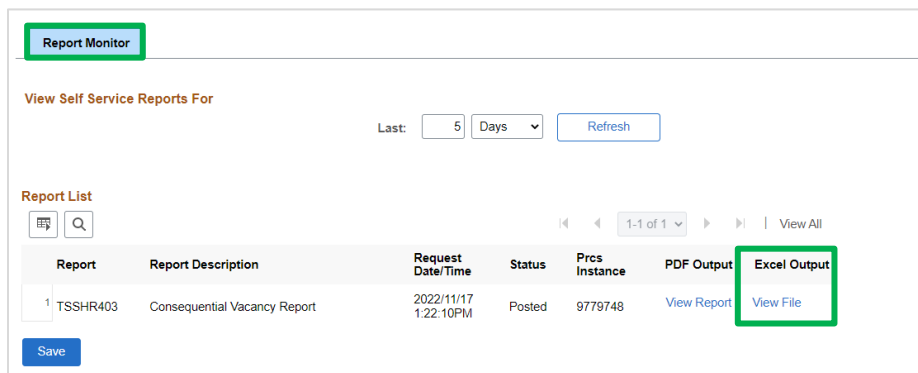 Report Monitor
View Self Service Reports For
Last: 5 Days Refresh
Report List
1-1 of 1 View All
Report Report Description Request Date/Time Status Prcs Instance PDF Output Excel Output
1 TSSHR403 Consequential Vacancy Report 2022/11/17 1:22:10PM Posted 9779748 View Report View File
Save